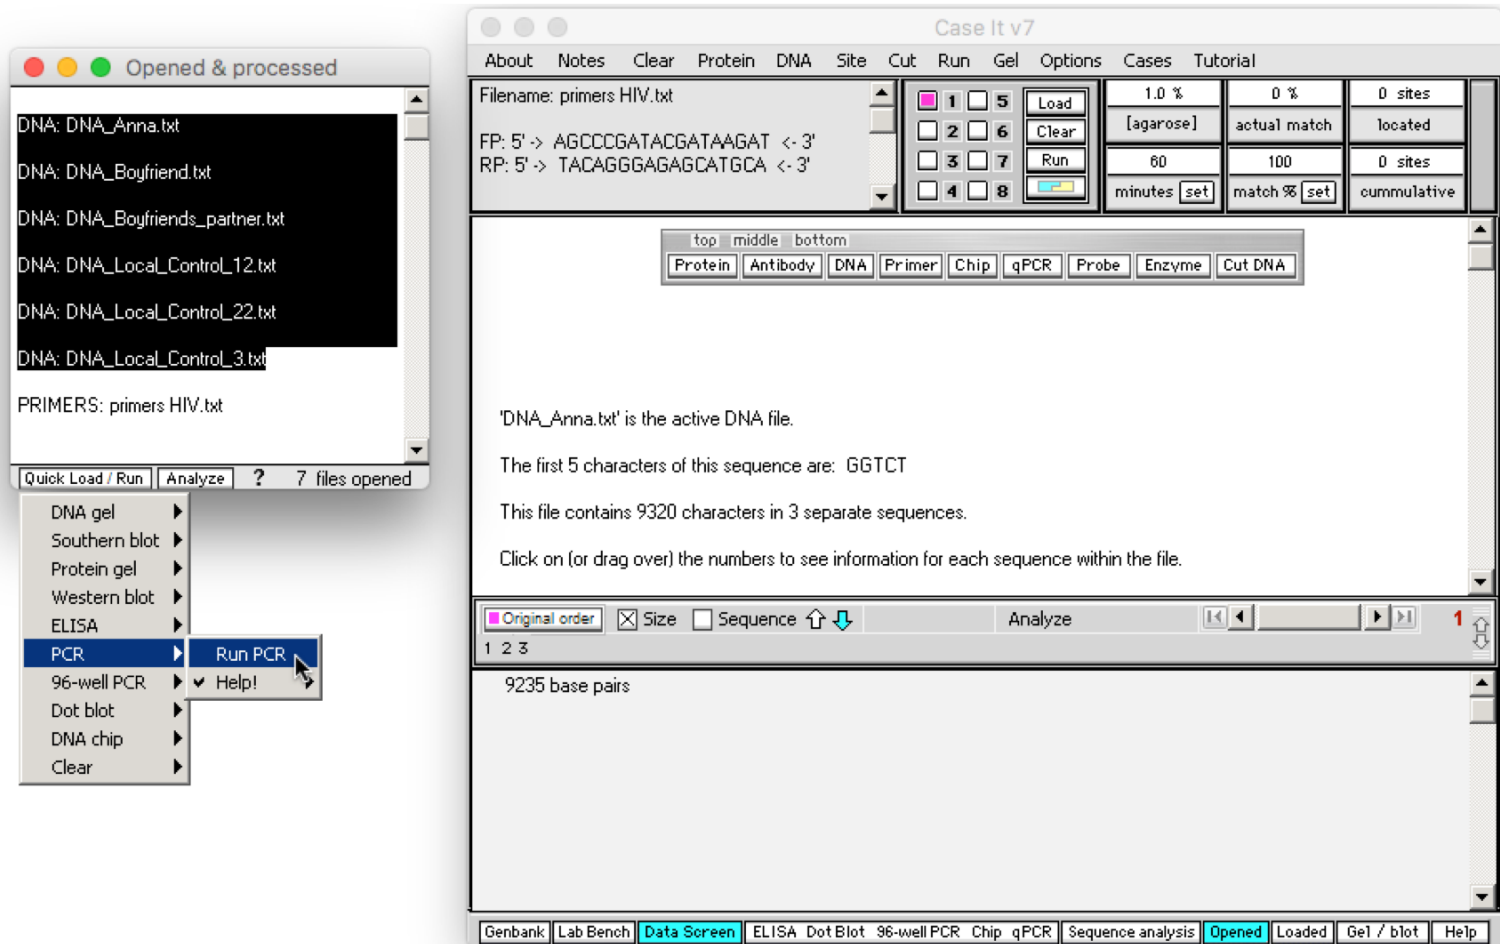 Opened & processed
DNA: DNA_Anna.txt
DNA: DNA_Boyfriend.txt
DNA: DNA_Boyfriends_partner.txt
DNA: DNA_Local_Control_12.txt
DNA: DNA_Local_Control_22.txt
DNA: DNA_Local_Control_3.txt
PRIMERS: primers HIV.txt
Quick Load / Run Analyze ? 7 files opened
DNA gel
Southern blot
Protein gel
Western blot
ELISA
PCR
96-well PCR
Dot blot
DNA chip
Clear
Run PCR
Help!
Case It v7
About Notes Clear Protein DNA Site Cut Run Gel Options Cases Tutorial
Filename: primers HIV.txt
FP: 5' -> AGCCCGATACGATAAGAT <- 3'
RP: 5' -> TACAGGGAGAGCATGCA <- 3'
1 5 Load
2 6 Clear
3 7 Run
4 8
1.0 % 0 % 0 sites
[agarose] actual match located
60 100 0 sites
minutes set match % set cummulative
top middle bottom
Protein Antibody DNA Primer Chip qPCR Probe Enzyme Cut DNA
'DNA_Anna.txt' is the active DNA file.
The first 5 characters of this sequence are: GGTCT
This file contains 9320 characters in 3 separate sequences.
Click on (or drag over) the numbers to see information for each sequence within the file.
Original order Size Sequence Analyze 1
1 2 3
9235 base pairs
Genbank Lab Bench Data Screen ELISA Dot Blot 96-well PCR Chip qPCR Sequence analysis Opened Loaded Gel / blot Help